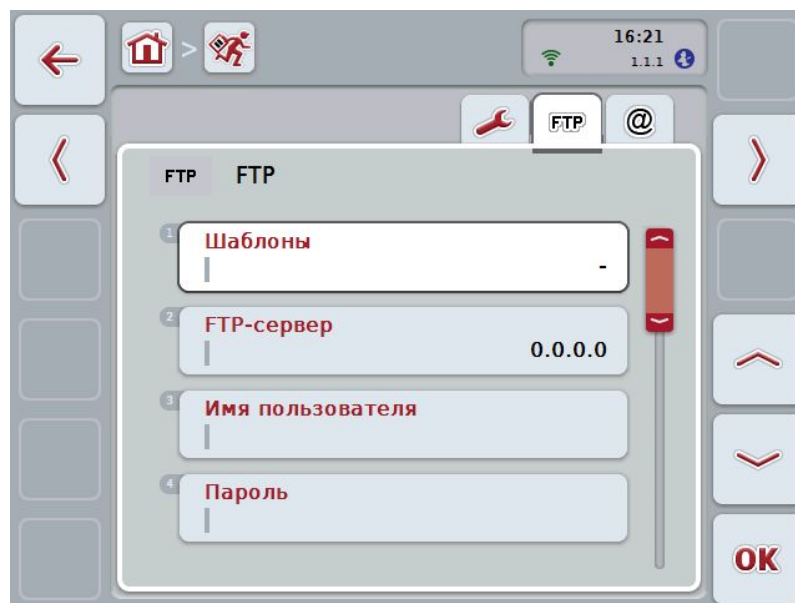 >
16:21
1.1.1
FTP
@
FTP FTP
1
Шаблоны
-
2
FTP-сервер
0.0.0.0
3
Имя пользователя
4
Пароль
OK